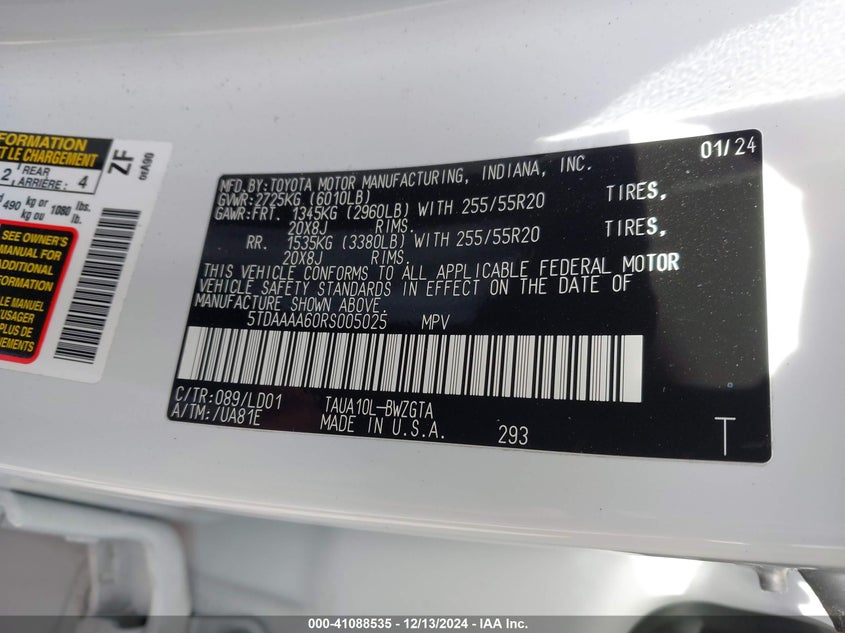 FORMATION
ET LE CHARGEMENT
2 REAR 4
ARRIÈRE:
490 kg or 1080 lbs.
kg ou lb.
ZF
0rA90
SEE OWNER'S
MANUAL FOR
ADDITIONAL
FORMATION
LE MANUEL
USAGER
PLUS DE
NEMENTS
01/24
MFD.BY:TOYOTA MOTOR MANUFACTURING, INDIANA, INC.
GVWR:2725KG (6010LB)
GAWR:FRT. 1345KG (2960LB) WITH 255/55R20 TIRES,
20X8J RIMS.
RR. 1535KG (3380LB) WITH 255/55R20 TIRES,
20X8J RIMS.
THIS VEHICLE CONFORMS TO ALL APPLICABLE FEDERAL MOTOR
VEHICLE SAFETY STANDARDS IN EFFECT ON THE DATE OF
MANUFACTURE SHOWN ABOVE.
5TDAAAA60RS005025 MPV
C/TR:089/LD01 TAUA10L-BWZGTA
A/TM:/UA81E MADE IN U.S.A. 293
T
000-41088535 - 12/13/2024 - IAA Inc.